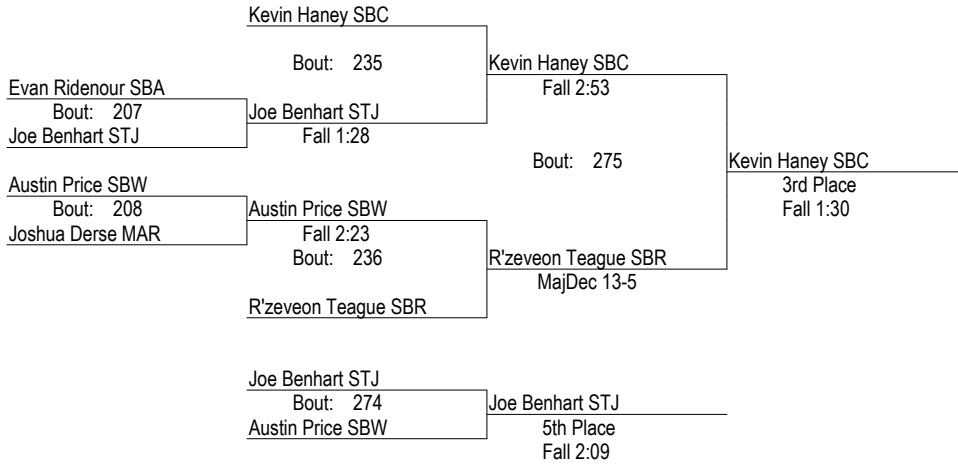 Kevin Haney SBC
Bout: 235
Kevin Haney SBC
Fall 2:53
Evan Ridenour SBA
Bout: 207
Joe Benhart STJ
Joe Benhart STJ
Fall 1:28
Bout: 275
Kevin Haney SBC
3rd Place
Fall 1:30
Austin Price SBW
Bout: 208
Joshua Derse MAR
Austin Price SBW
Fall 2:23
Bout: 236
R'zeveon Teague SBR
MajDec 13-5
R'zeveon Teague SBR
Joe Benhart STJ
Bout: 274
Austin Price SBW
Joe Benhart STJ
5th Place
Fall 2:09